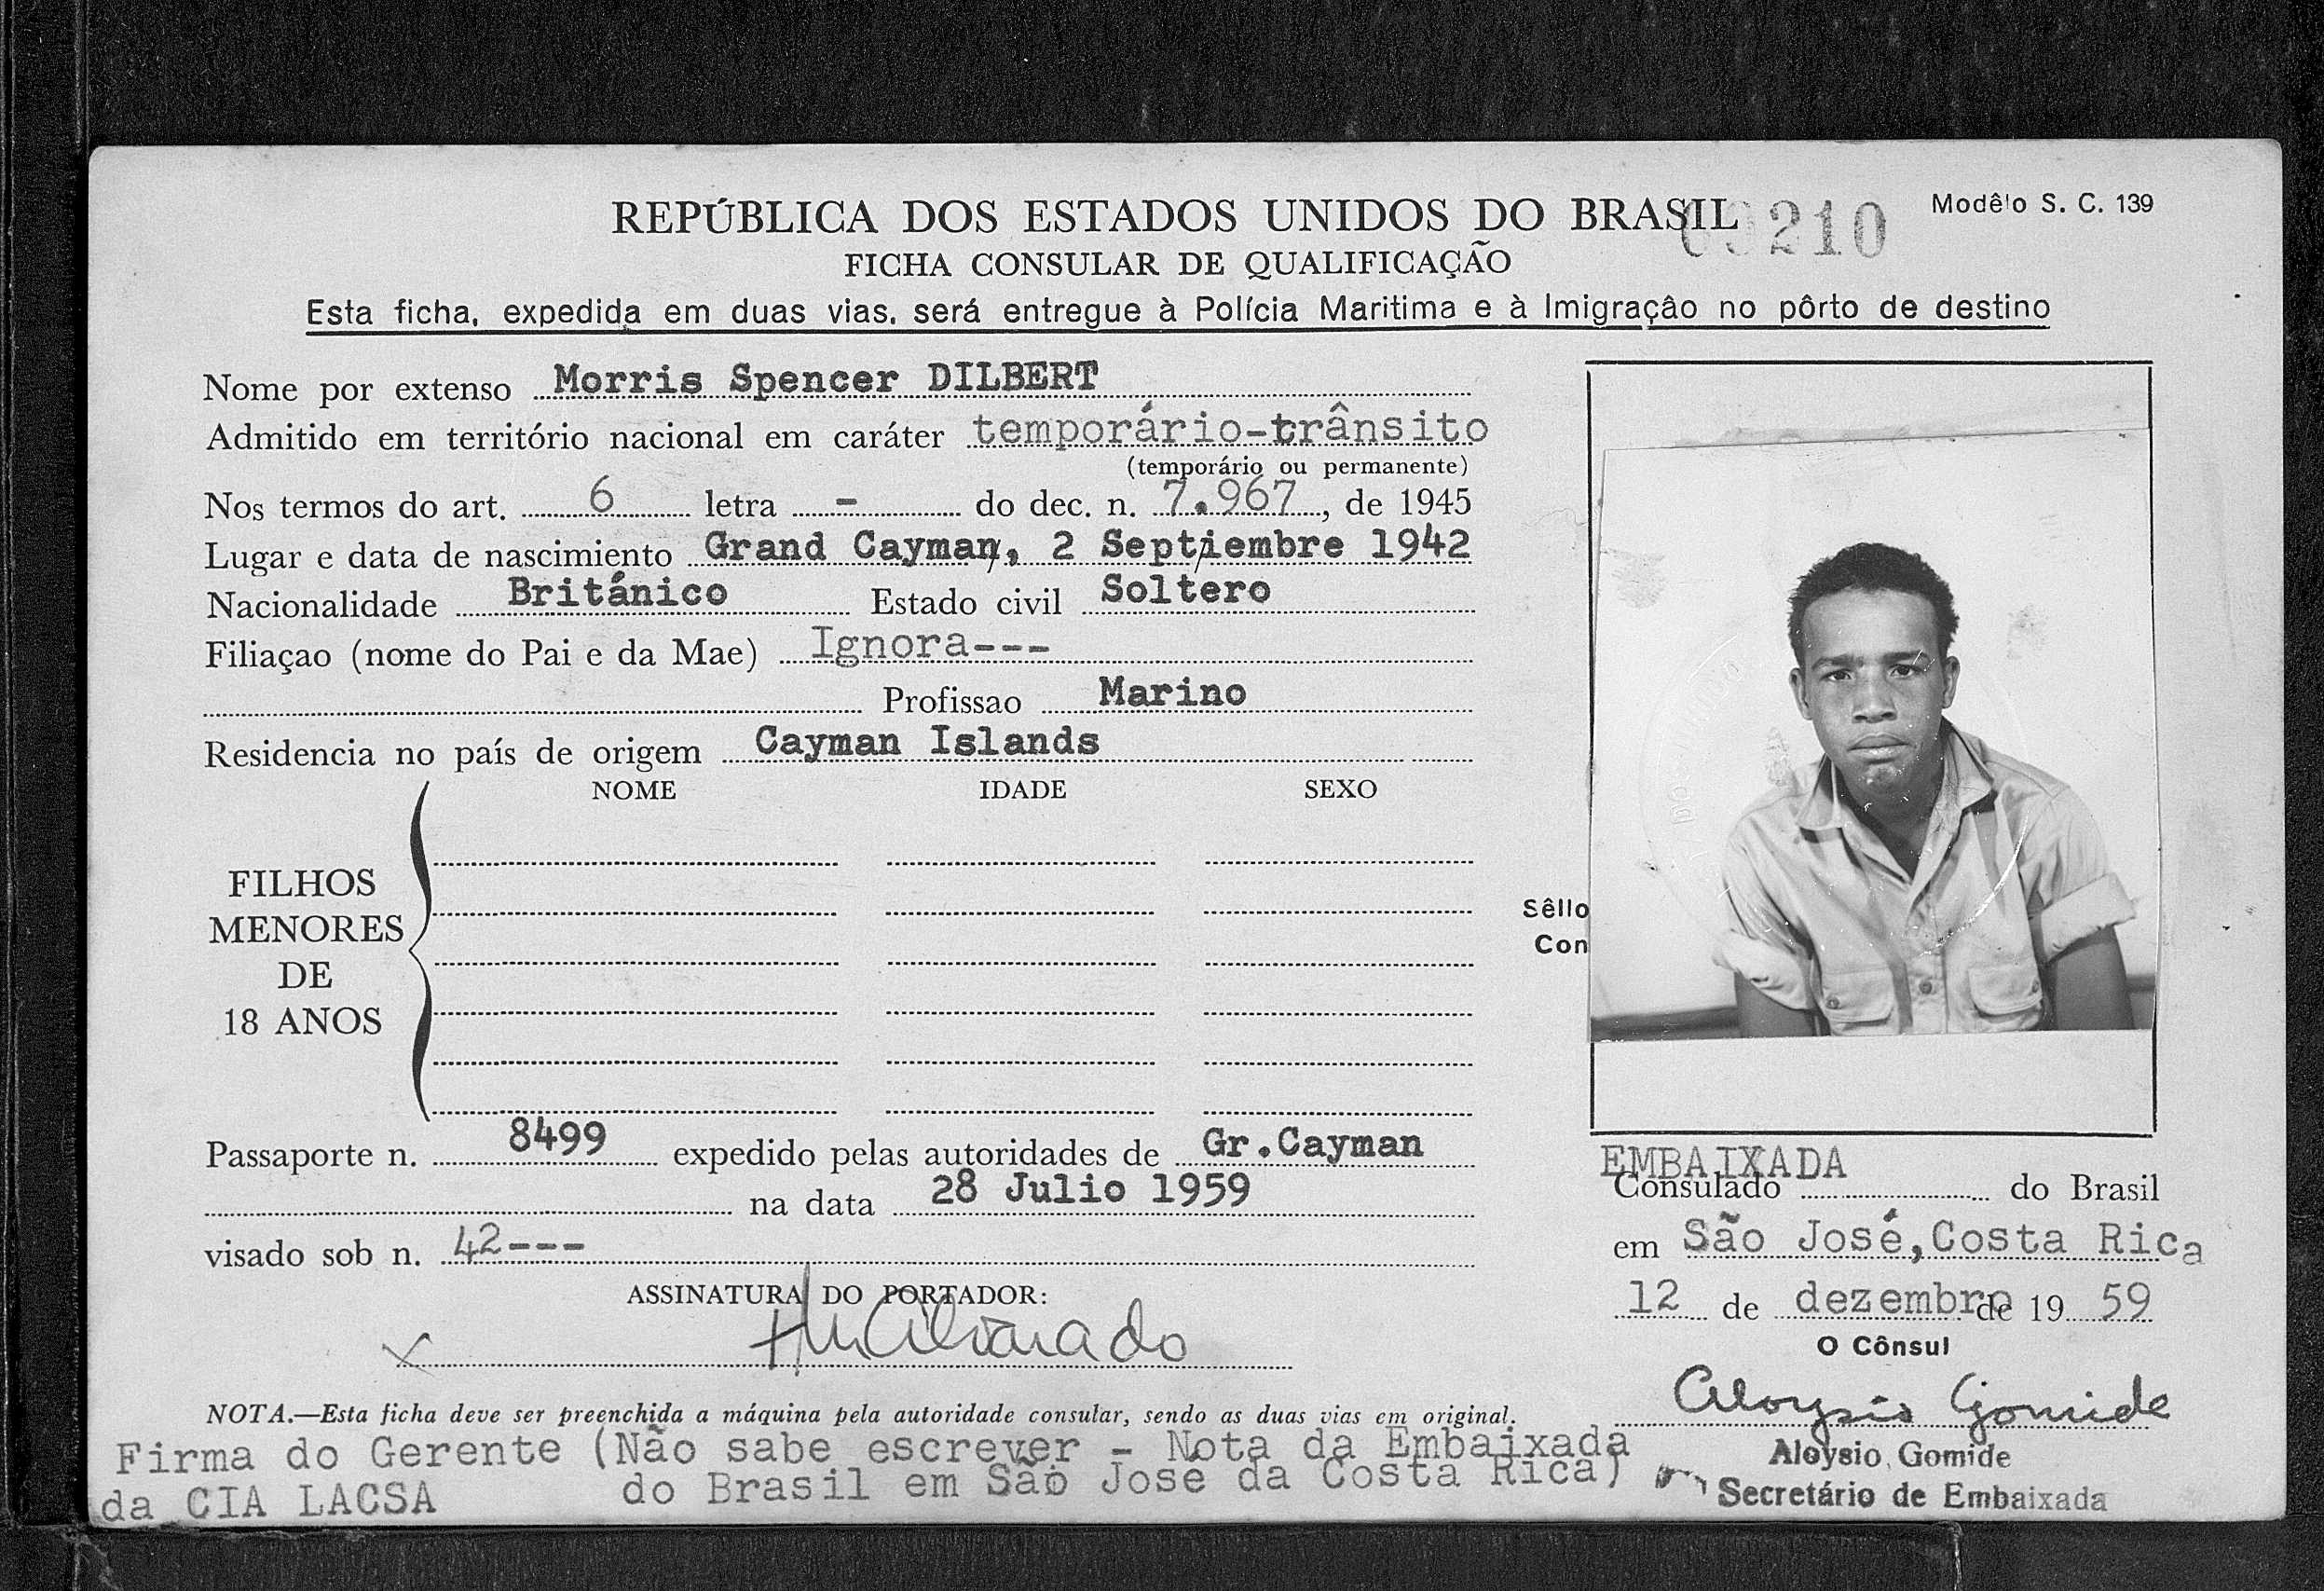 REPÚBLICA DOS ESTADOS UNIDOS DO BRASIL
210
Modêlo S. C. 139
FICHA CONSULAR DE QUALIFICAÇÃO
Esta ficha, expedida em duas vias, será entregue à Polícia Maritima e à Imigração no pôrto de destino
Nome por extenso Morris Spencer DILBERT
Admitido em território nacional em caráter temporário-trânsito
(temporário ou permanente)
Nos termos do art. 6 letra - do dec. n. 7.967, de 1945
Lugar e data de nascimiento Grand Cayman, 2 Septiembre 1942
Nacionalidade Británico Estado civil Soltero
Filiaçao (nome do Pai e da Mae) Ignora---
Profissao Marino
Residencia no país de origem Cayman Islands
NOME IDADE SEXO
FILHOS
MENORES
DE
18 ANOS
Sêllo
Con
Passaporte n. 8499 expedido pelas autoridades de Gr.Cayman
na data 28 Julio 1959
visado sob n. 42---
ASSINATURA DO PORTADOR:
EMBAIXADA
Consulado do Brasil
em São José, Costa Rica
12 de dezembro de 19 59
O Cônsul
Aloysio Gomide
Aloysio Gomide
Secretário de Embaixada
NOTA.—Esta ficha deve ser preenchida a máquina pela autoridade consular, sendo as duas vias em original.
Firma do Gerente (Não sabe escrever - Nota da Embaixada
da CIA LACSA do Brasil em São José da Costa Rica)